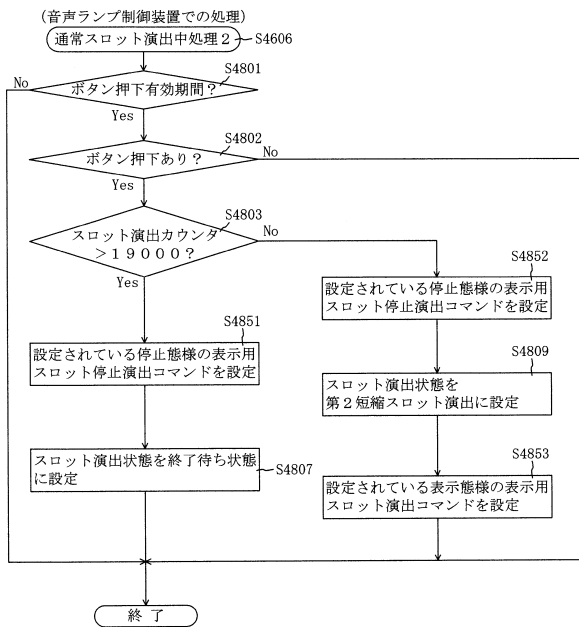 (音声ランプ制御装置での処理)
通常スロット演出中処理2
S4606
S4801
No
ボタン押下有効期間?
Yes
S4802
ボタン押下あり?
No
Yes
S4803
スロット演出カウンタ
>19000?
No
Yes
S4852
設定されている停止態様の表示用
スロット停止演出コマンドを設定
S4851
設定されている停止態様の表示用
スロット停止演出コマンドを設定
S4809
スロット演出状態を
第2短縮スロット演出に設定
スロット演出状態を終了待ち状態
に設定
S4807
S4853
設定されている表示態様の表示用
スロット演出コマンドを設定
終了